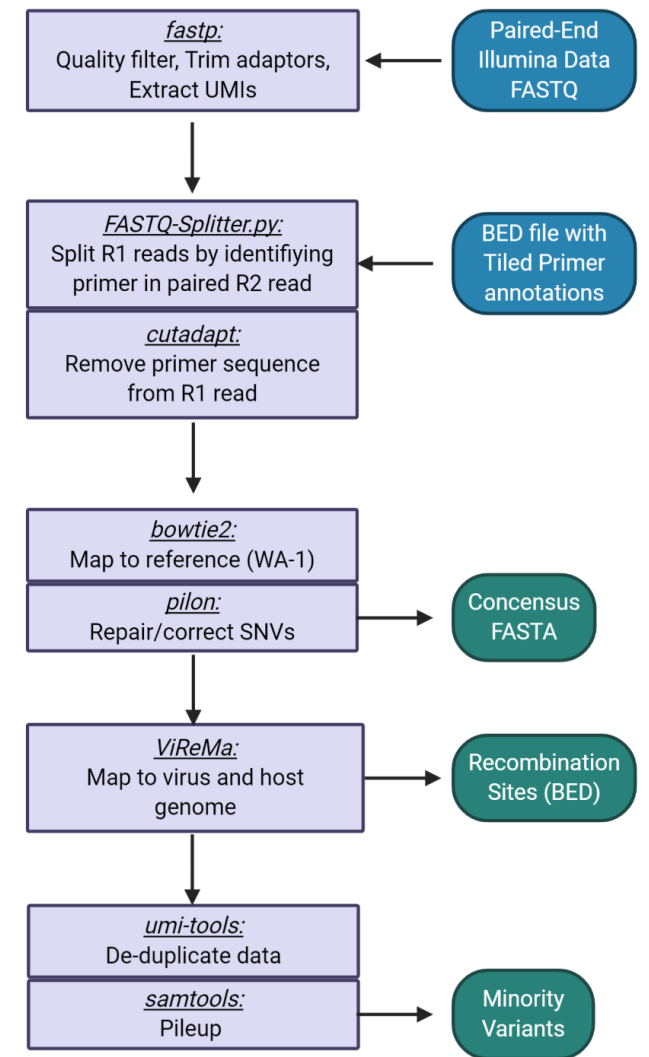 fastp:
Quality filter, Trim adaptors,
Extract UMIs
Paired-End
Illumina Data
FASTQ
FASTQ-Splitter.py:
Split R1 reads by identifiying
primer in paired R2 read
BED file with
Tiled Primer
annotations
cutadapt:
Remove primer sequence
from R1 read
bowtie2:
Map to reference (WA-1)
pilon:
Repair/correct SNVs
Concensus
FASTA
ViReMa:
Map to virus and host
genome
Recombination
Sites (BED)
umi-tools:
De-duplicate data
samtools:
Pileup
Minority
Variants